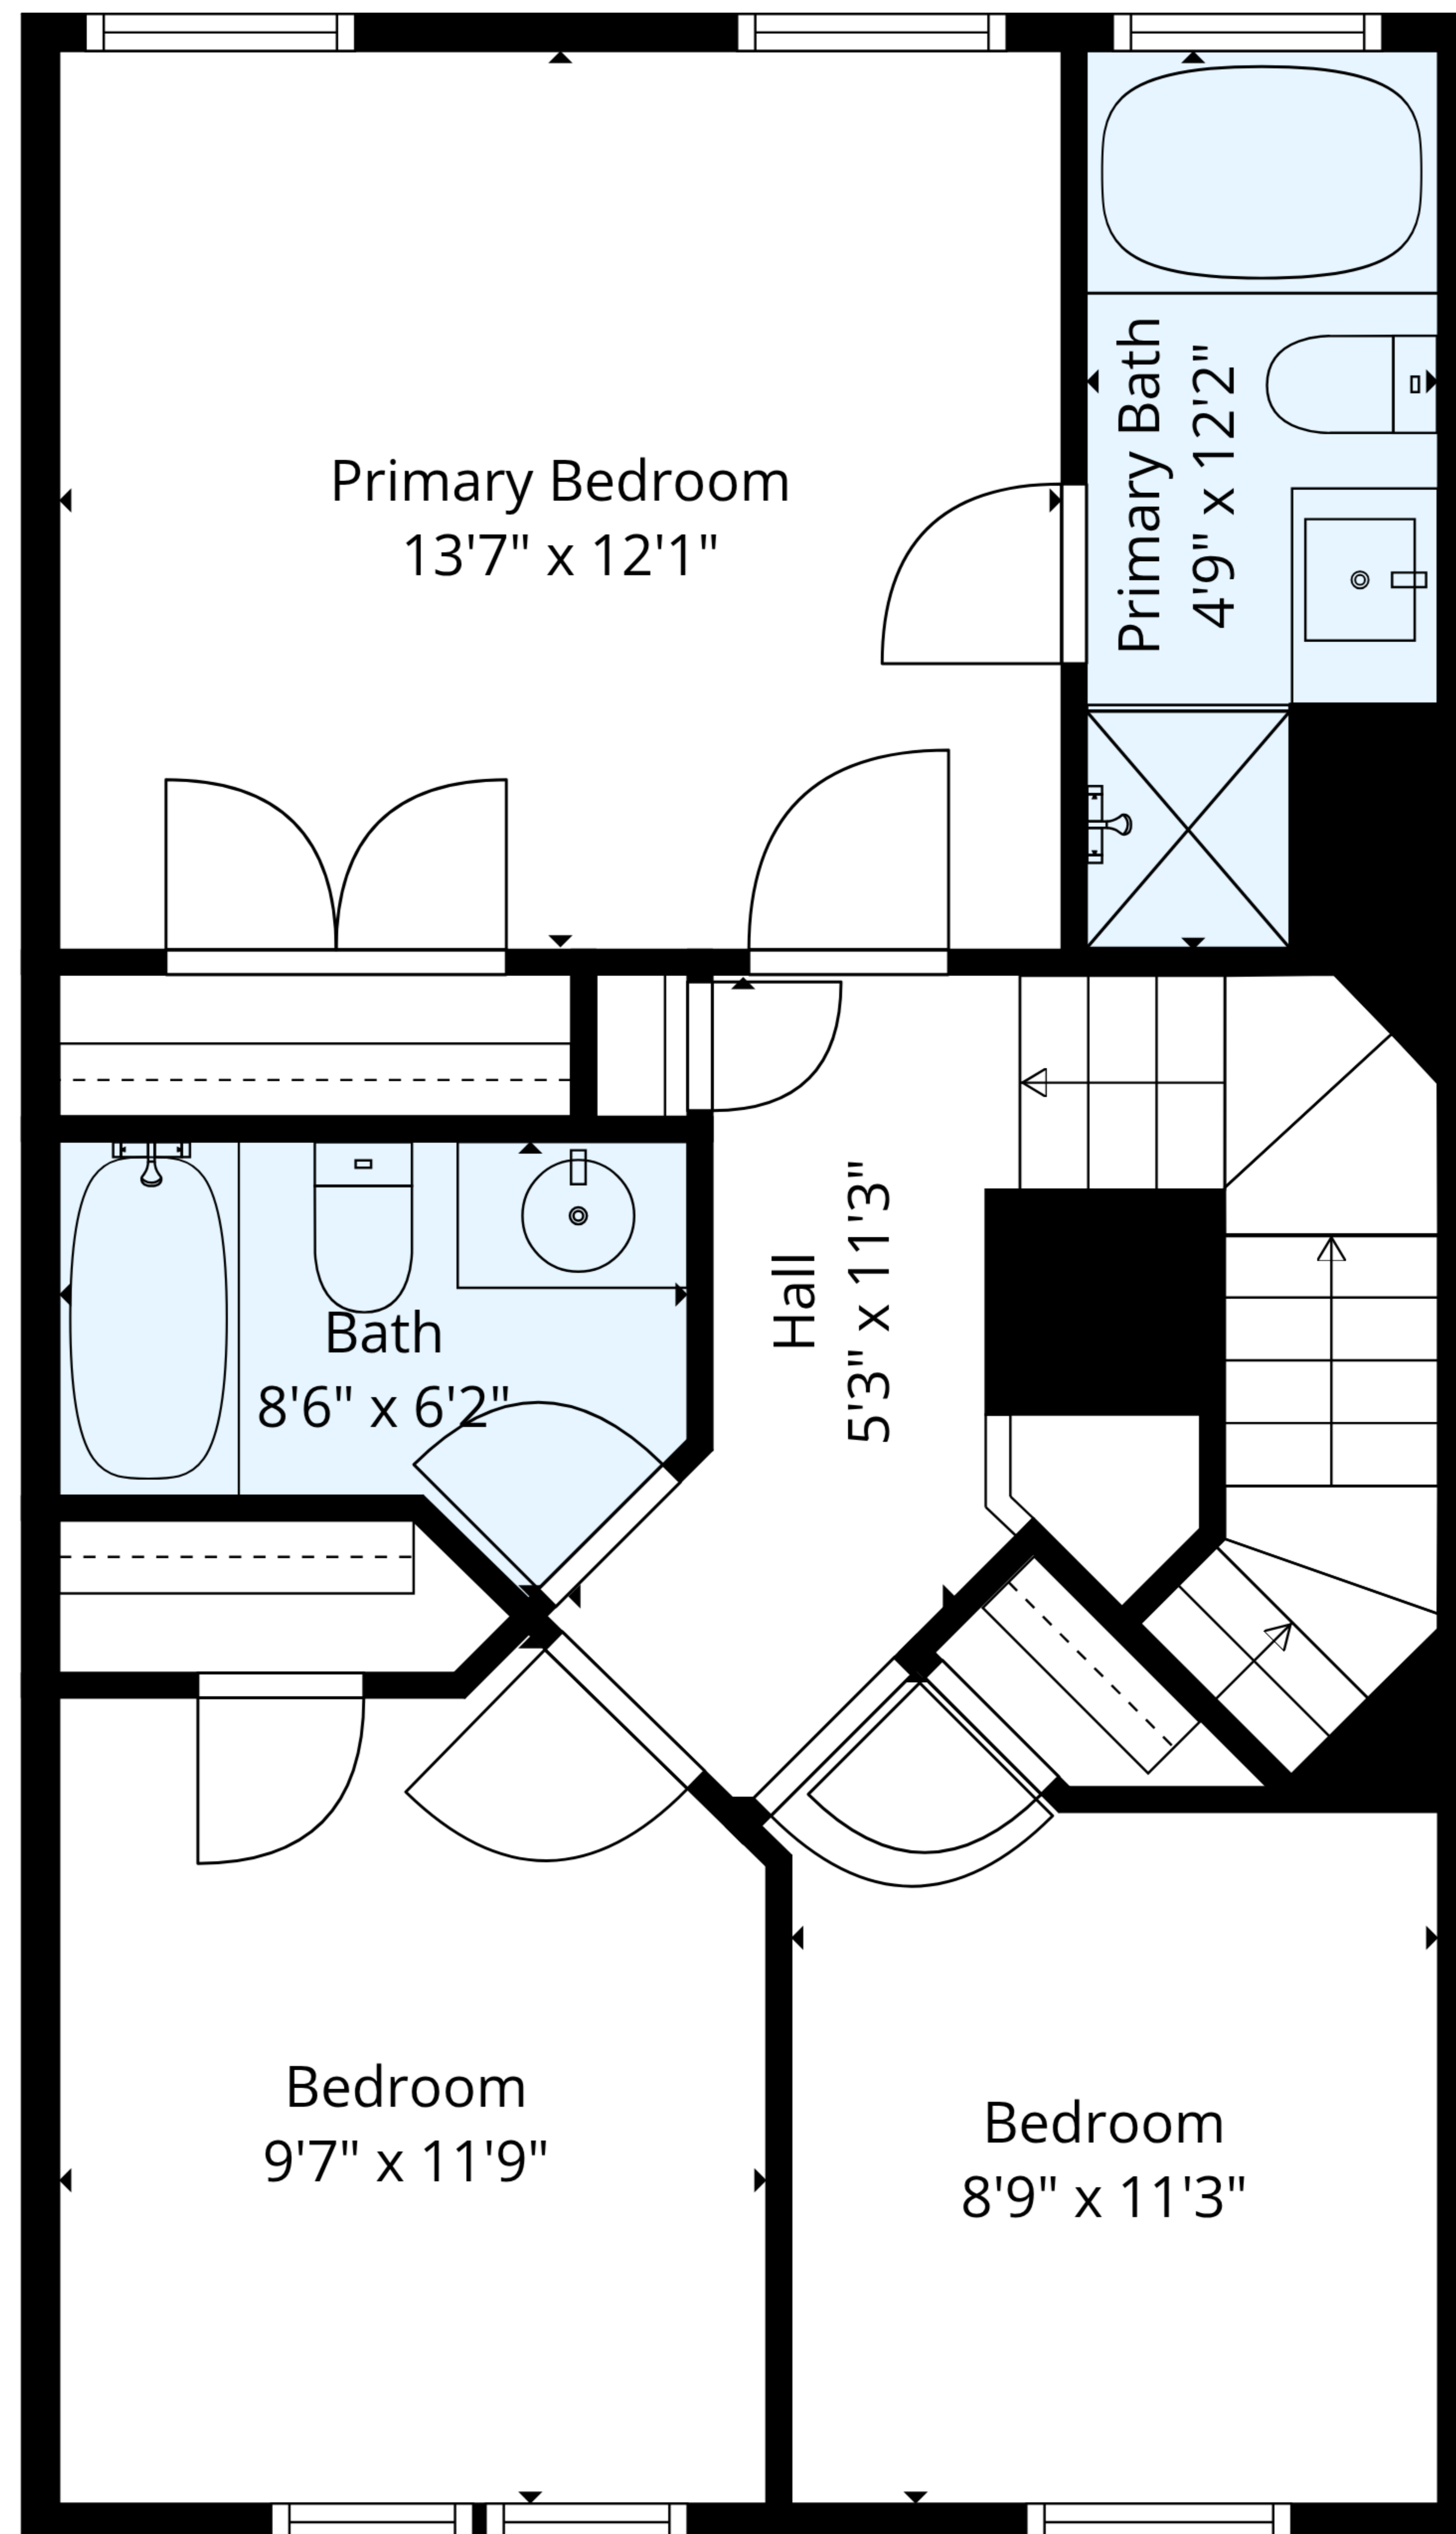 Primary Bedroom
13'7" x 12'1"
Primary Bath
4'9" x 12'2"
Bath
8'6" x 6'2"
Hall
5'3" x 11'3"
Bedroom
9'7" x 11'9"
Bedroom
8'9" x 11'3"